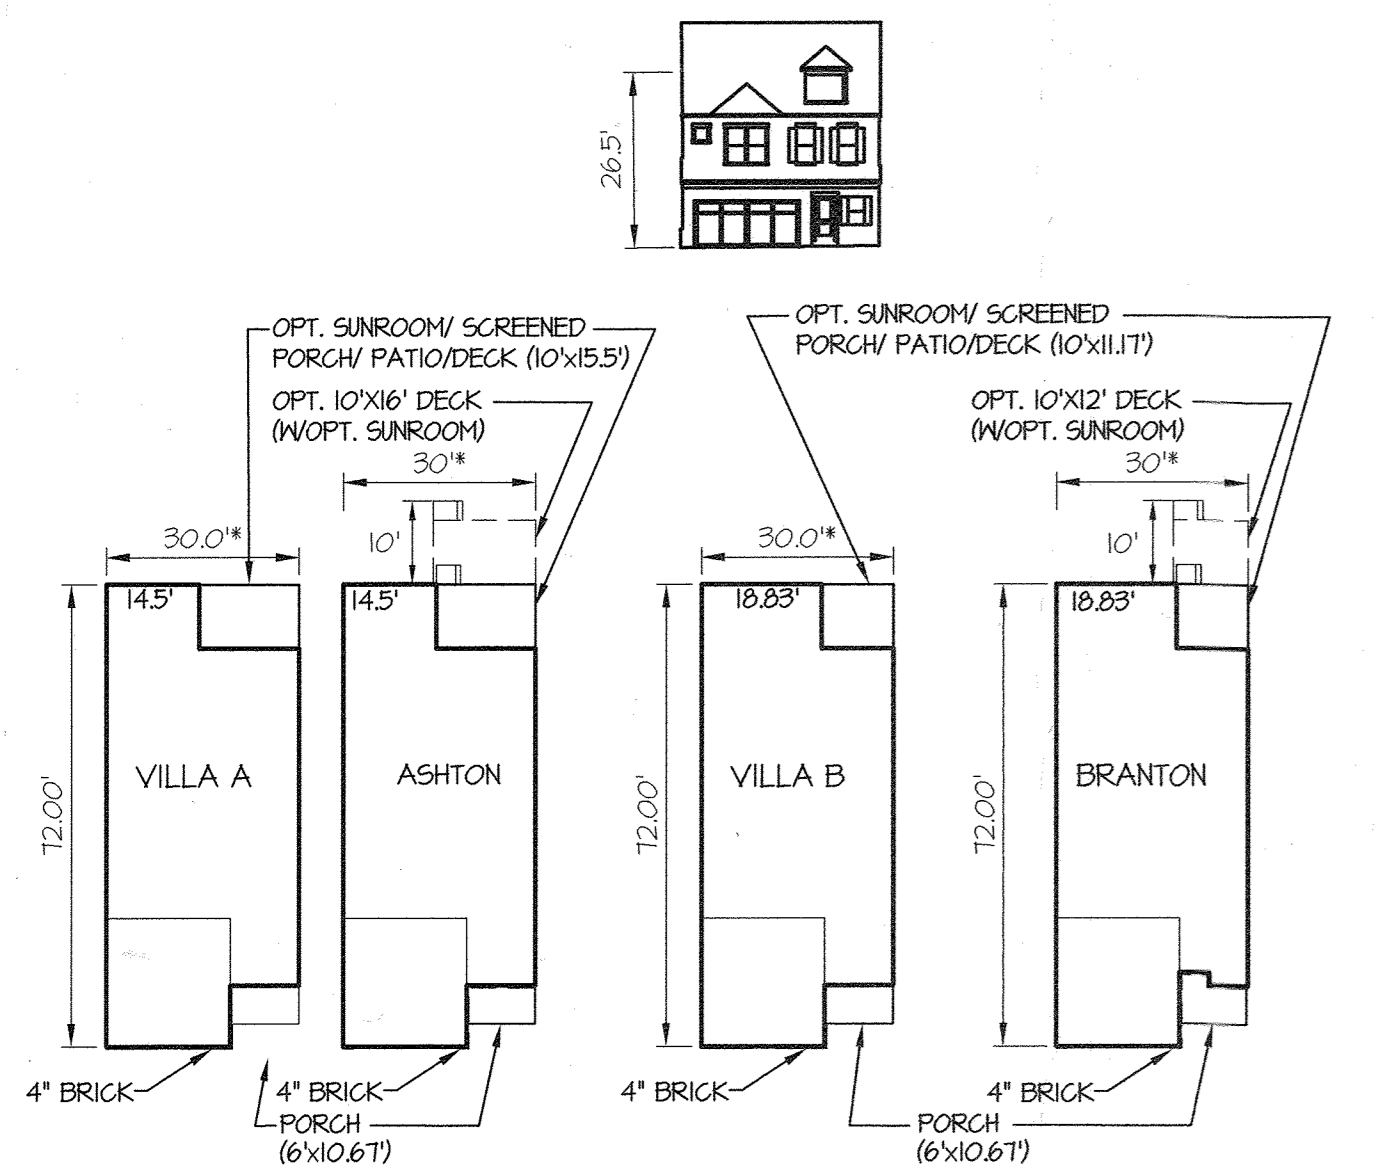 26.5'
OPT. SUNROOM/ SCREENED
PORCH/ PATIO/DECK (10'x15.5')
OPT. 10'X16' DECK
(W/OPT. SUNROOM)
30'*
10'
30.0'*
14.5'
14.5'
72.00'
VILLA A
ASHTON
4" BRICK
4" BRICK
PORCH
(6'x10.67')
OPT. SUNROOM/ SCREENED
PORCH/ PATIO/DECK (10'x11.17')
OPT. 10'X12' DECK
(W/OPT. SUNROOM)
30'*
10'
30.0'*
18.83'
18.83'
72.00'
VILLA B
72.00'
BRANTON
4" BRICK
4" BRICK
PORCH
(6'x10.67')